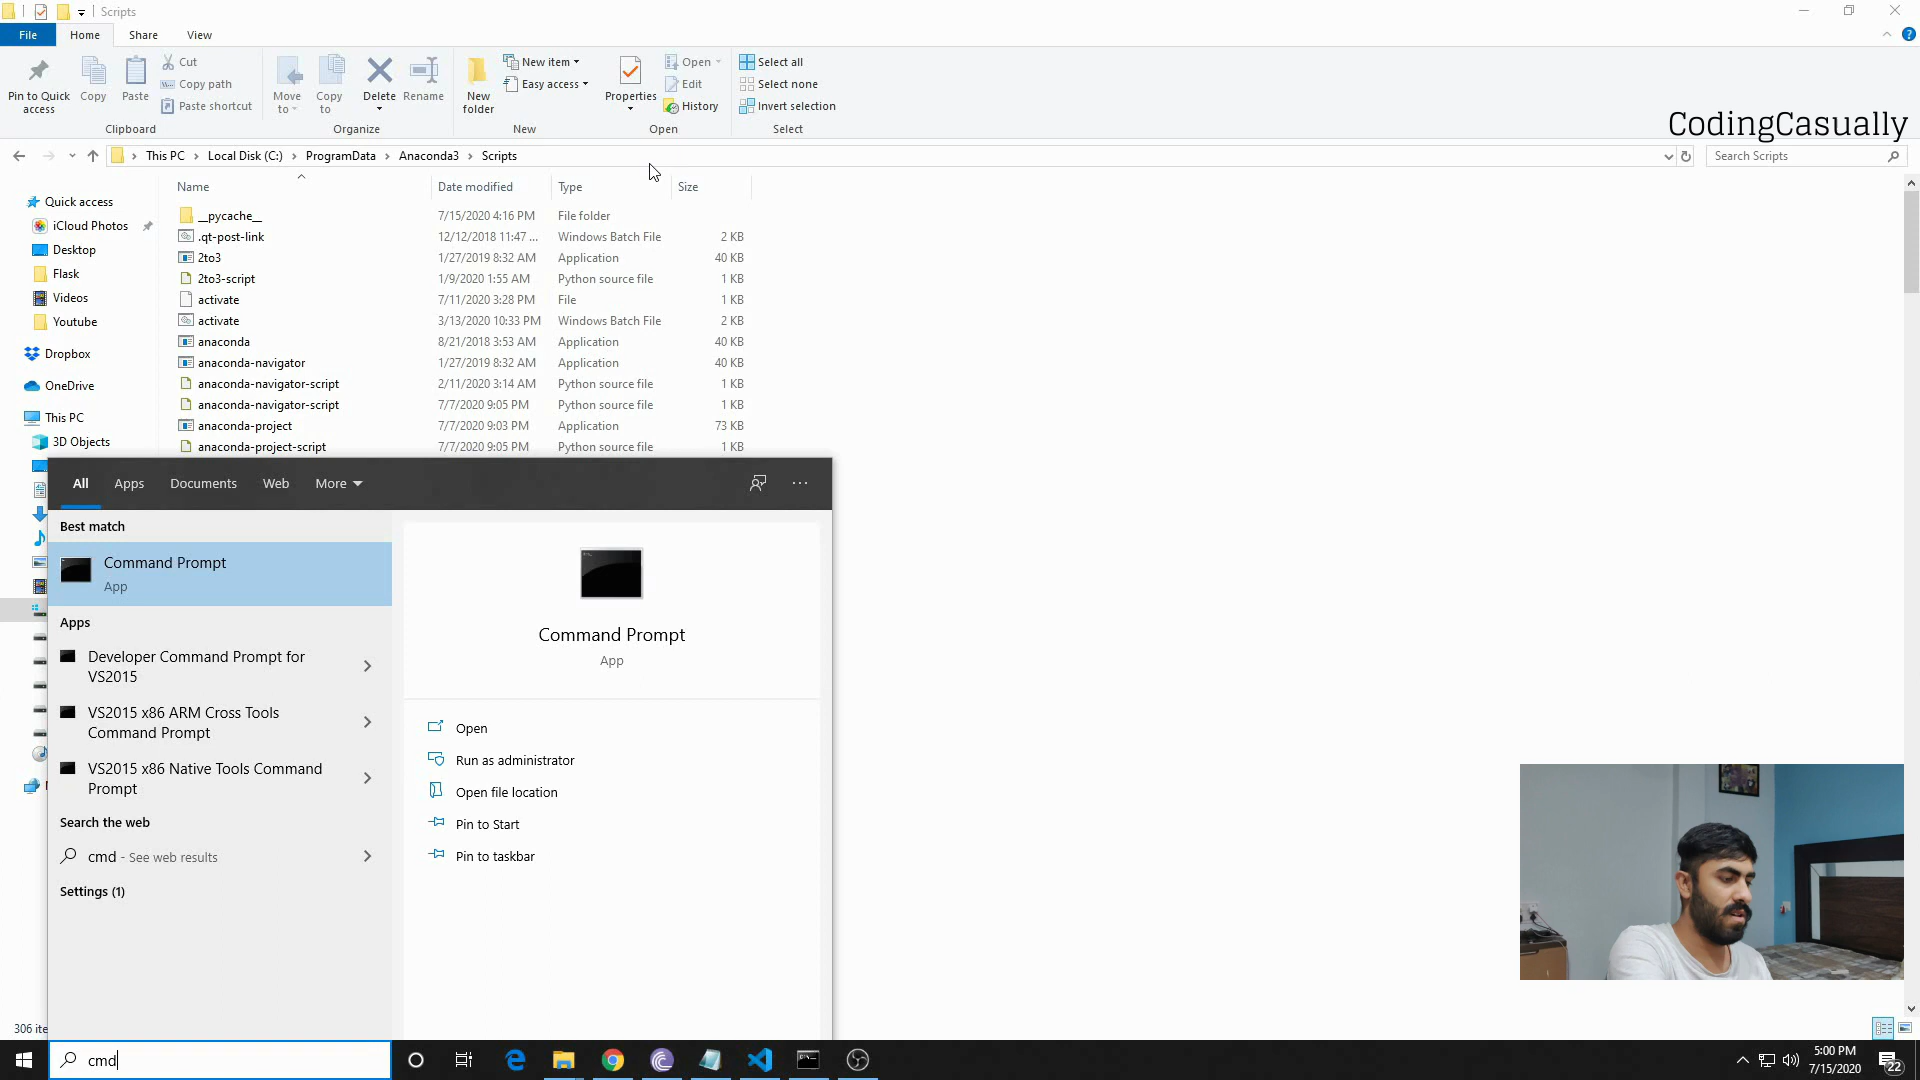 Scripts
File Home Share View
Pin to Quick access
Copy
Paste
Cut
Copy path
Paste shortcut
Clipboard
Move to
Copy to
Delete
Rename
Organize
New folder
New item
Easy access
New
Properties
Open
Edit
History
Open
Select all
Select none
Invert selection
Select
CodingCasually
This PC Local Disk (C:) ProgramData Anaconda3 Scripts
Search Scripts
Quick access
iCloud Photos
Desktop
Flask
Videos
Youtube
Dropbox
OneDrive
This PC
3D Objects
Name Date modified Type Size
__pycache__ 7/15/2020 4:16 PM File folder
.qt-post-link 12/12/2018 11:47 ... Windows Batch File 2 KB
2to3 1/27/2019 8:32 AM Application 40 KB
2to3-script 1/9/2020 1:55 AM Python source file 1 KB
activate 7/11/2020 3:28 PM File 1 KB
activate 3/13/2020 10:33 PM Windows Batch File 2 KB
anaconda 8/21/2018 3:53 AM Application 40 KB
anaconda-navigator 1/27/2019 8:32 AM Application 40 KB
anaconda-navigator-script 2/11/2020 3:14 AM Python source file 1 KB
anaconda-navigator-script 7/7/2020 9:05 PM Python source file 1 KB
anaconda-project 7/7/2020 9:03 PM Application 73 KB
anaconda-project-script 7/7/2020 9:05 PM Python source file 1 KB
All Apps Documents Web More
Best match
Command Prompt
App
Apps
Developer Command Prompt for
VS2015
VS2015 x86 ARM Cross Tools
Command Prompt
VS2015 x86 Native Tools Command
Prompt
Search the web
cmd - See web results
Settings (1)
Command Prompt
App
Open
Run as administrator
Open file location
Pin to Start
Pin to taskbar
306 ite
cmd
5:00 PM
7/15/2020
22